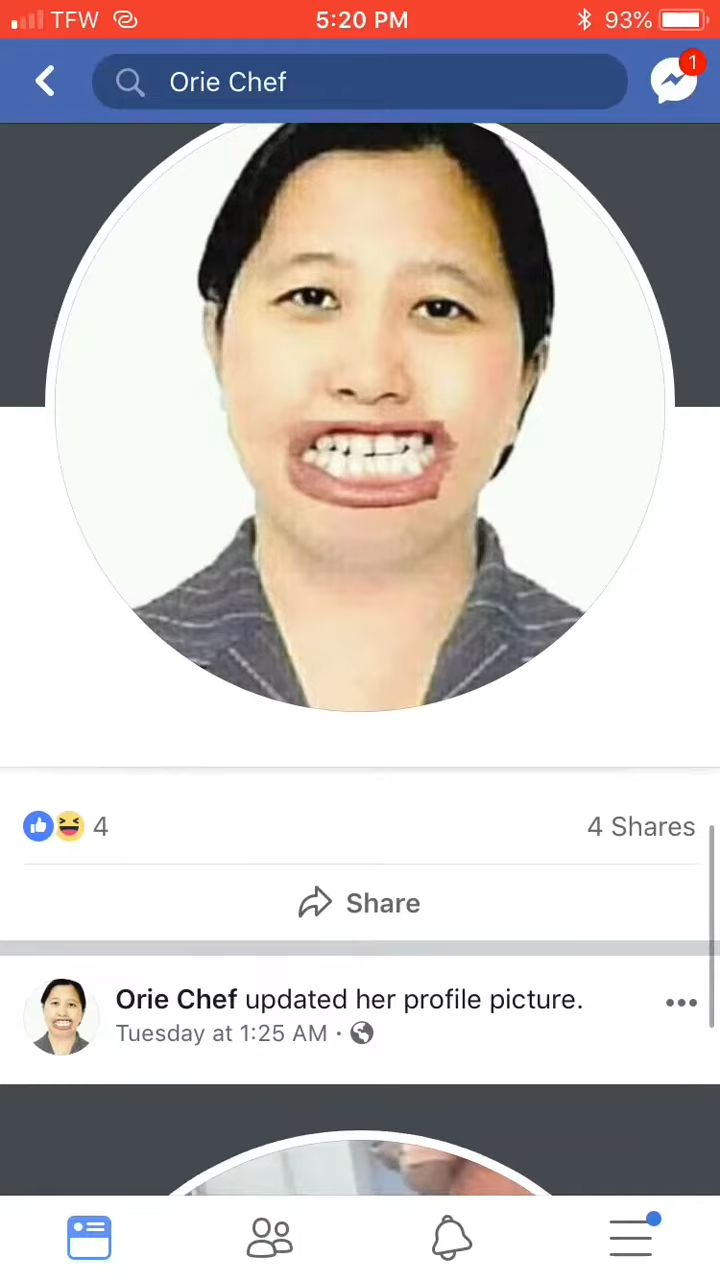 TFW 5:20 PM 93%
Orie Chef 1
4 4 Shares
Share
Orie Chef updated her profile picture.
Tuesday at 1:25 AM ·